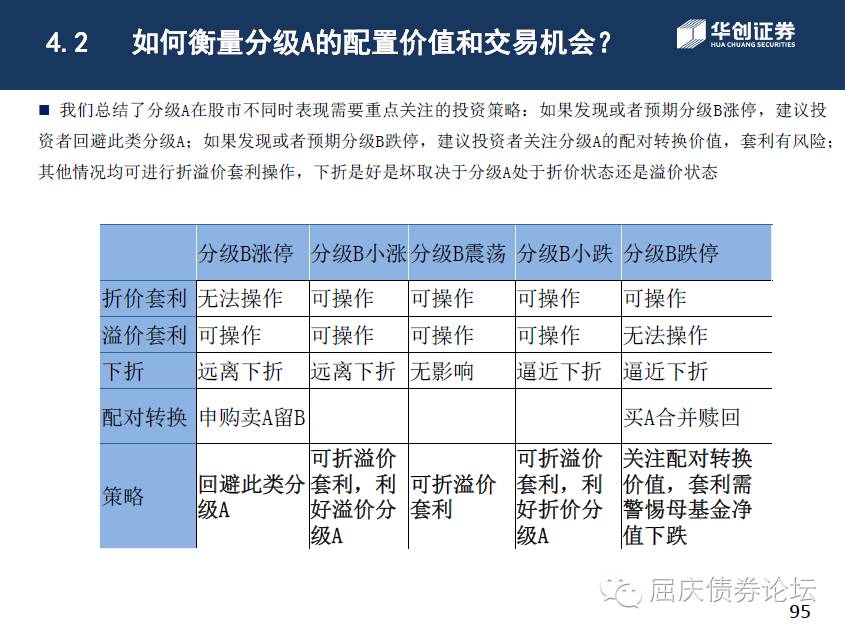 4.2 如何衡量分级A的配置价值和交易机会？
华创证券
HUA CHUANG SECURITIES
■ 我们总结了分级A在股市不同时表现需要重点关注的投资策略：如果发现或者预期分级B涨停，建议投
资者回避此类分级A；如果发现或者预期分级B跌停，建议投资者关注分级A的配对转换价值，套利有风险；
其他情况均可进行折溢价套利操作，下折是好是坏取决于分级A处于折价状态还是溢价状态
分级B涨停 分级B小涨 分级B震荡 分级B小跌 分级B跌停
折价套利 无法操作 可操作 可操作 可操作 可操作
溢价套利 可操作 可操作 可操作 可操作 无法操作
下折 远离下折 远离下折 无影响 逼近下折 逼近下折
配对转换 申购卖A留B 买A合并赎回
策略
回避此类分
级A
可折溢价
套利，利
好溢价分
级A
可折溢价
套利
可折溢价
套利，利
好折价分
级A
关注配对转换
价值，套利需
警惕母基金净
值下跌
屈庆债券论坛
95